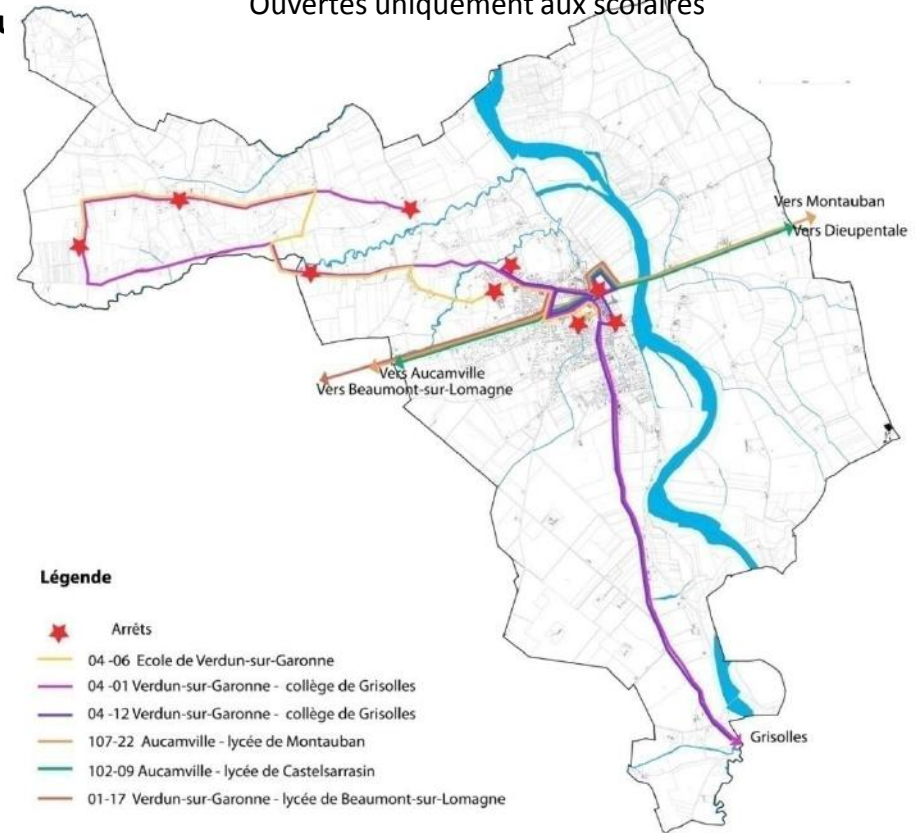 Ouvertes uniquement aux scolaires
Vers Montauban
Vers Dieupentale
Vers Aucamville
Vers Beaumont-sur-Lomagne
Grisolles
Légende
Arrêts
04 -06 Ecole de Verdun-sur-Garonne
04 -01 Verdun-sur-Garonne - collège de Grisolles
04 -12 Verdun-sur-Garonne - collège de Grisolles
107-22 Aucamville - lycée de Montauban
102-09 Aucamville - lycée de Castelsarrasin
01-17 Verdun-sur-Garonne - lycée de Beaumont-sur-Lomagne